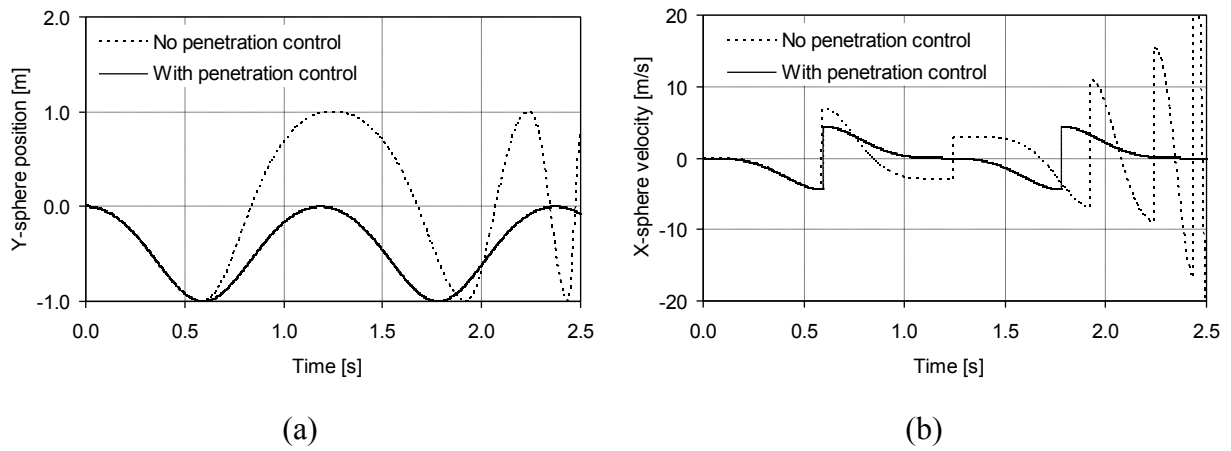 2.0
1.0
0.0
-1.0
Y-sphere position [m]
No penetration control
With penetration control
0.0 0.5 1.0 1.5 2.0 2.5
Time [s]
(a)
20
10
0
-10
-20
X-sphere velocity [m/s]
No penetration control
With penetration control
0.0 0.5 1.0 1.5 2.0 2.5
Time [s]
(b)